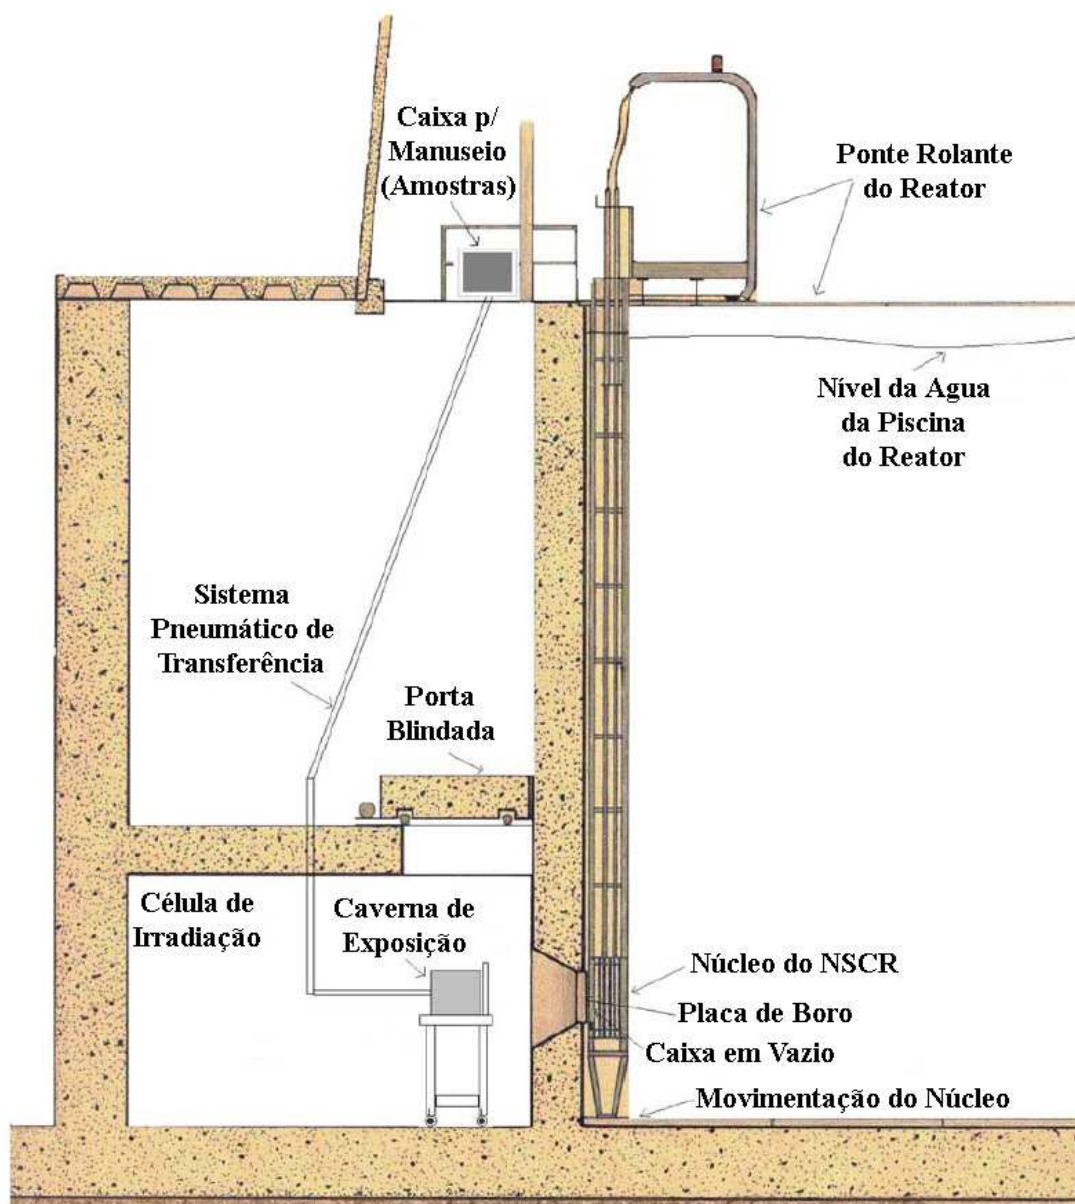 Caixa p/
Manuseio
(Amostras)
Ponte Rolante
do Reator
Nível da Agua
da Piscina
do Reator
Sistema
Pneumático de
Transferência
Porta
Blindada
Célula de
Irradiação
Caverna de
Exposição
Núcleo do NSCR
Placa de Boro
Caixa em Vazio
Movimentação do Núcleo